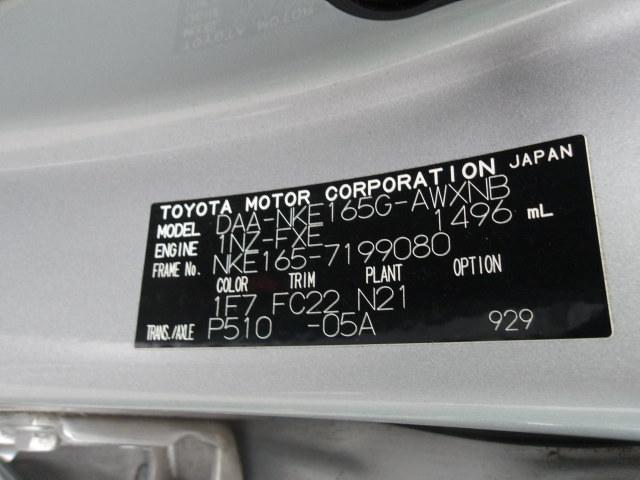 TOYOTA MOTOR CORPORATION JAPAN
MODEL DAA-NKE165G-AWXNB
ENGINE 1NZ-FXE 1496 mL
FRAME No. NKE165-7199080
COLOR TRIM PLANT OPTION
1F7 FC22 N21
TRANS./AXLE P510 -05A 929